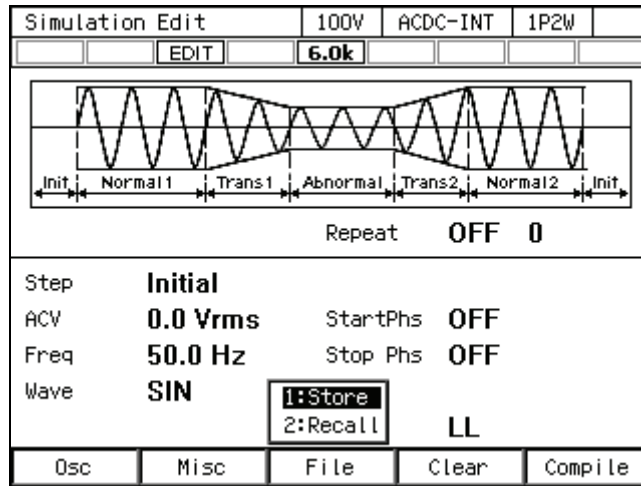 Simulation Edit 100V ACDC-INT 1P2W
EDIT 6.0k
Init Normal1 Trans1 Abnormal Trans2 Normal2 Init
Repeat OFF 0
Step Initial
ACV 0.0 Vrms StartPhs OFF
Freq 50.0 Hz Stop Phs OFF
Wave SIN
1:Store
2:Recall LL
Osc Misc File Clear Compile